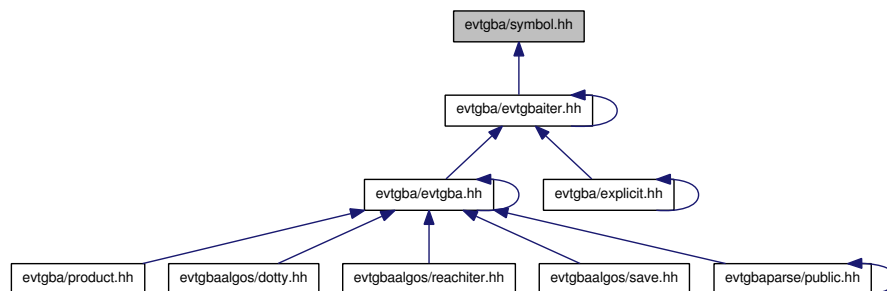 evtgba/symbol.hh
evtgba/evtgbaiter.hh
evtgba/evtgba.hh
evtgba/explicit.hh
evtgba/product.hh
evtgbaalgos/dotty.hh
evtgbaalgos/reachiter.hh
evtgbaalgos/save.hh
evtgbaparse/public.hh